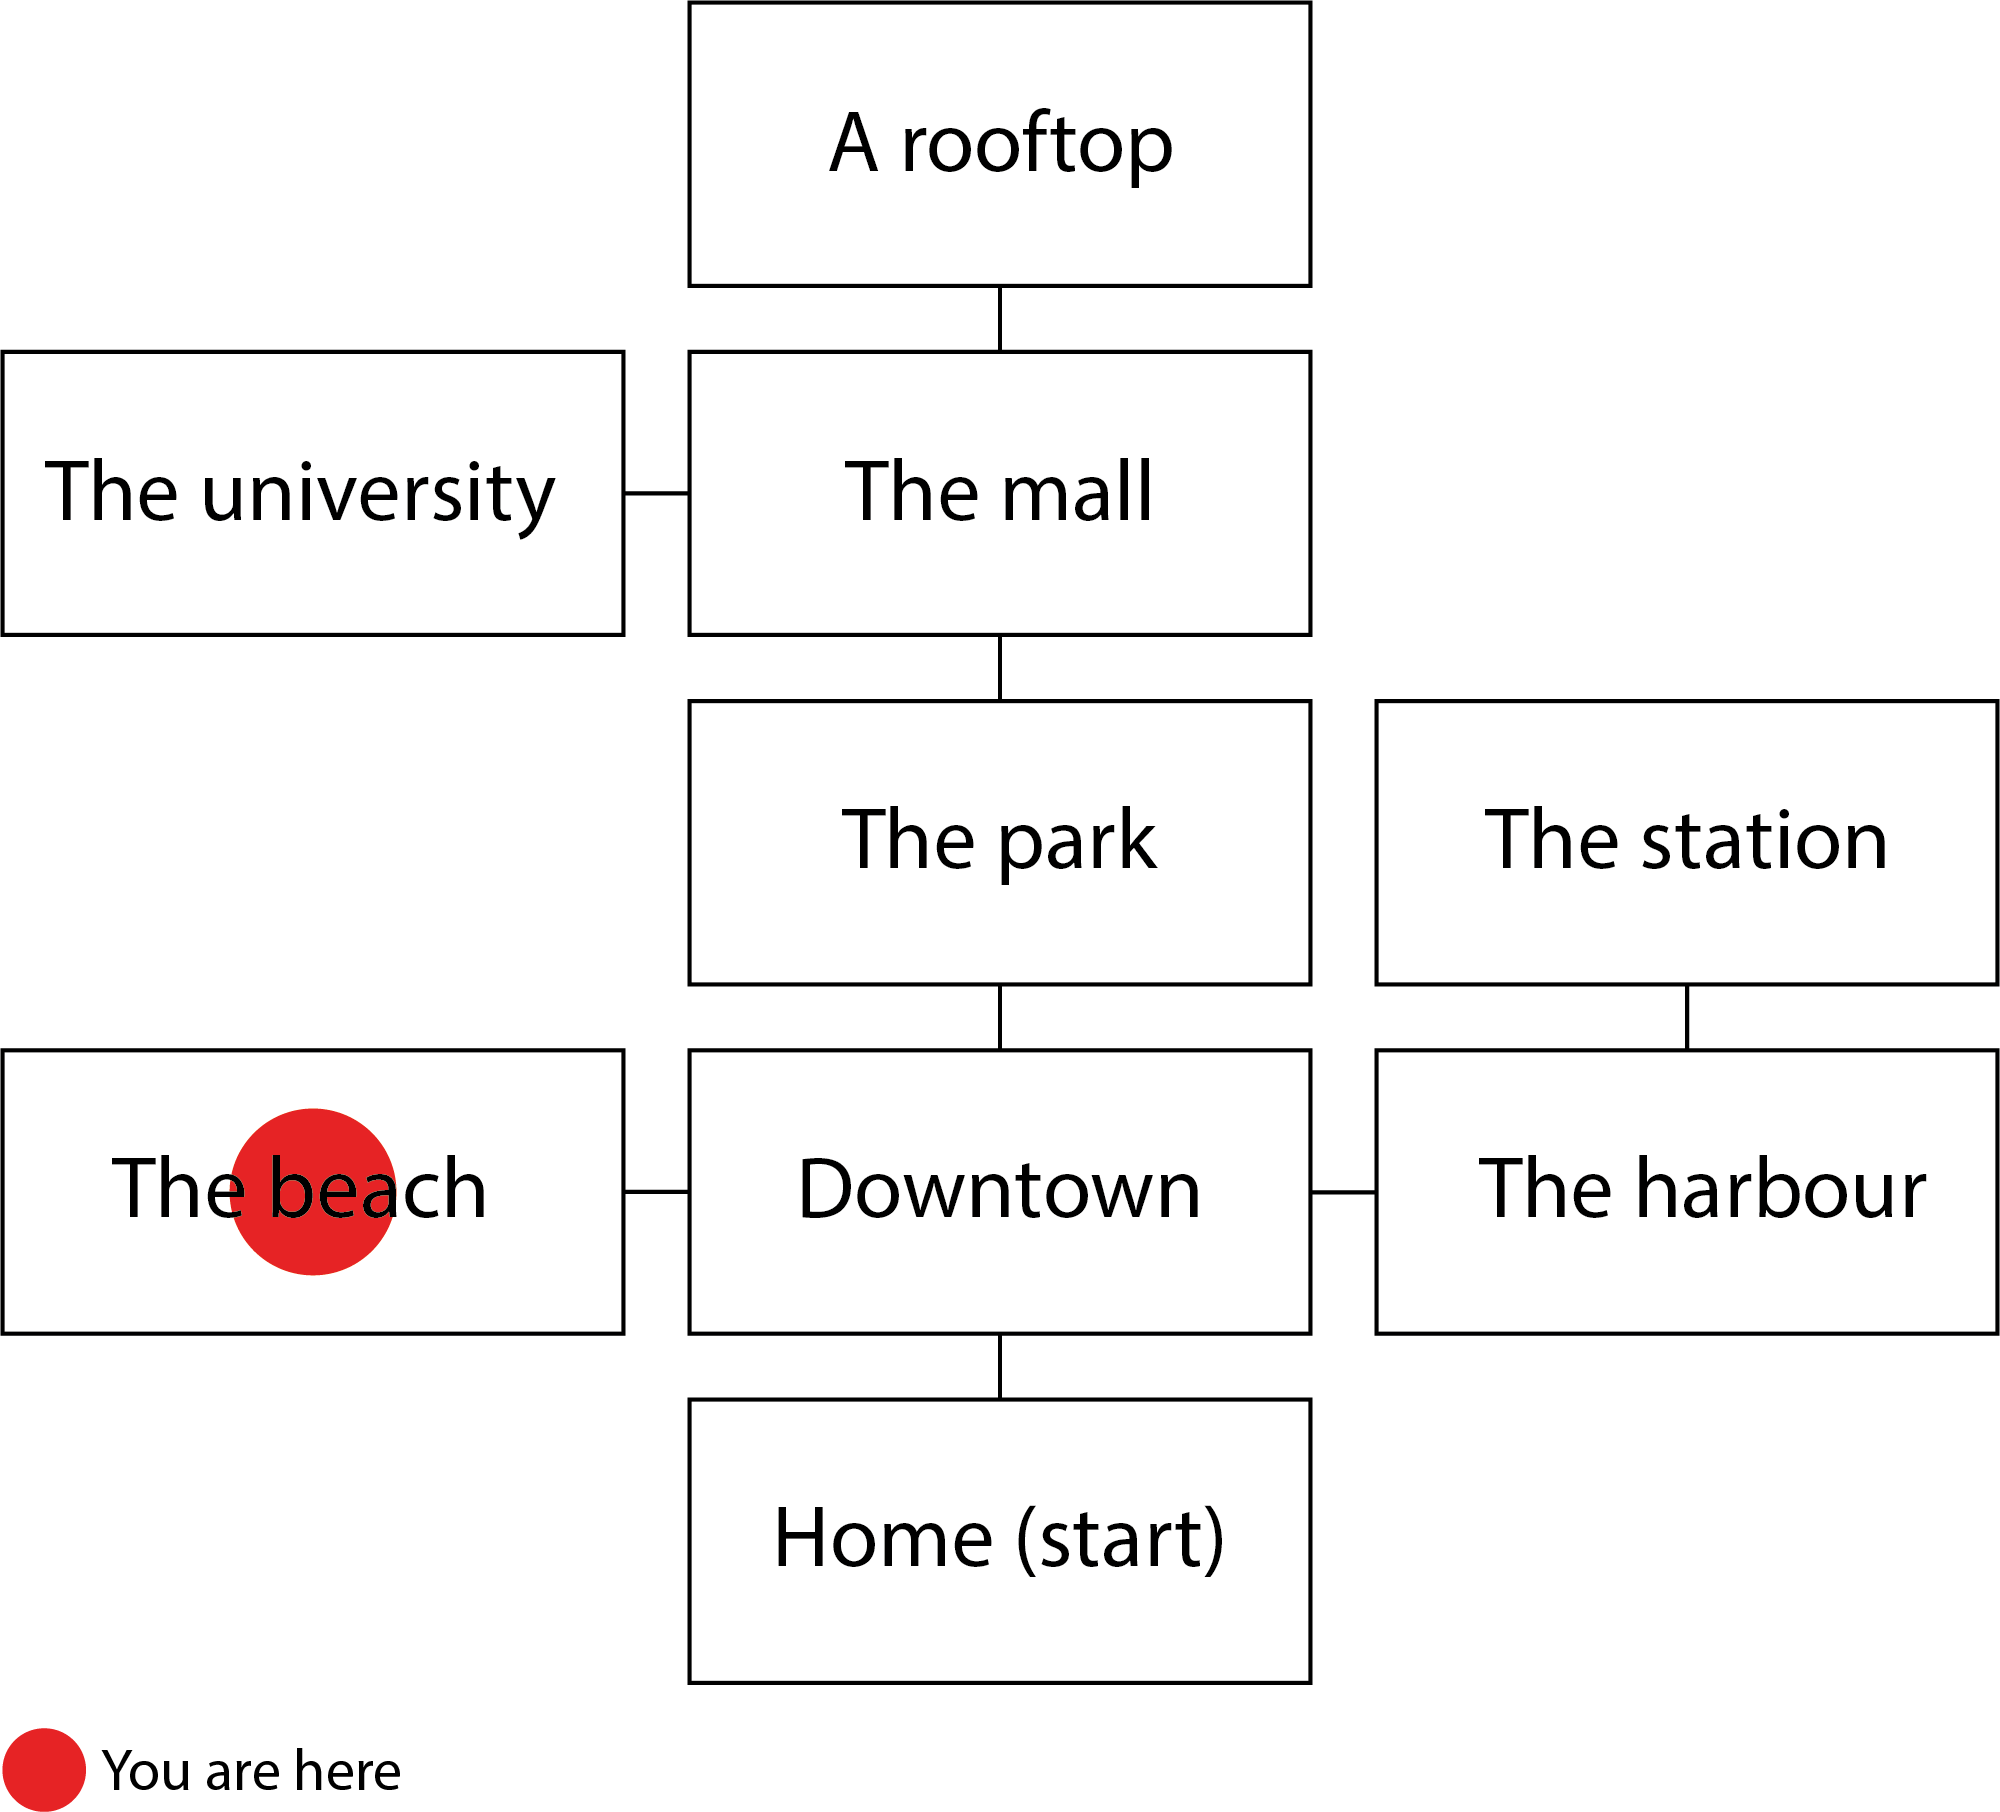 A rooftop
The university
The mall
The park
The station
The beach
Downtown
The harbour
Home (start)
You are here